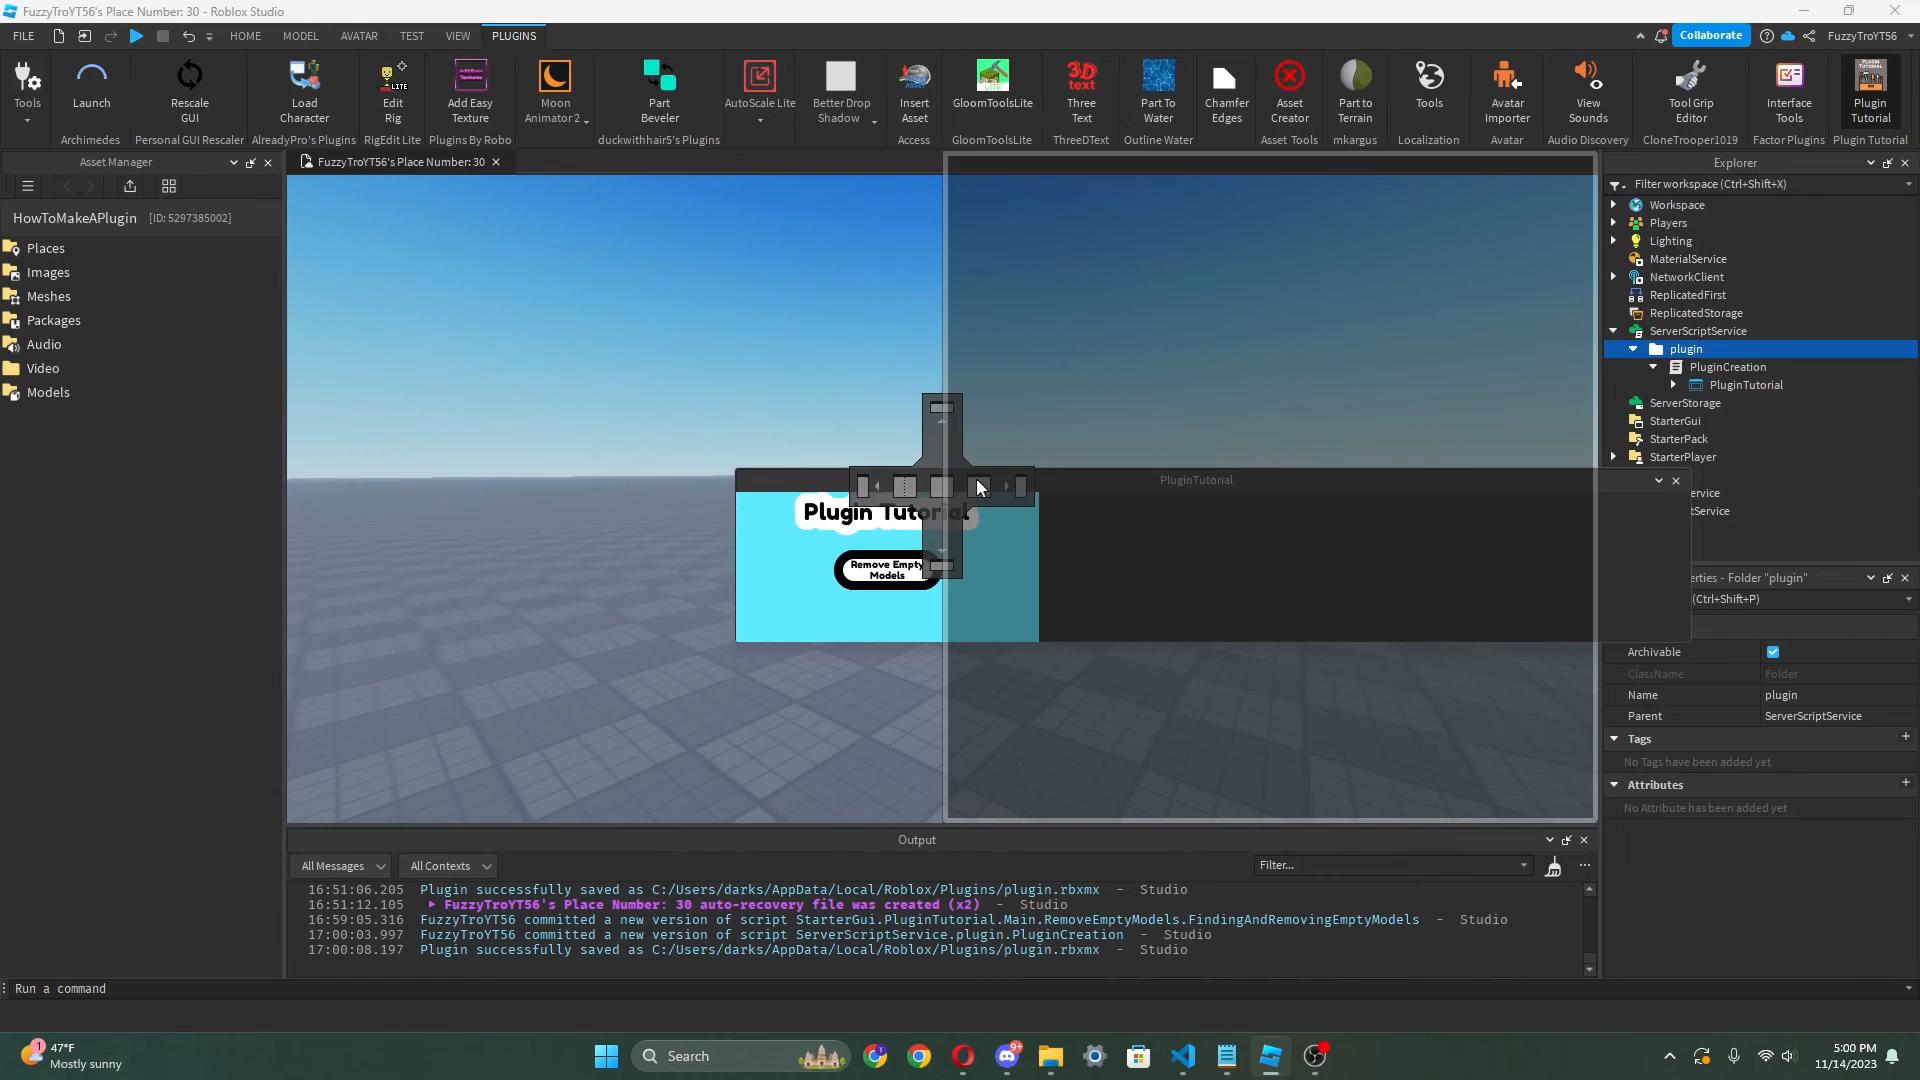 FuzzyTroYT56's Place Number: 30 - Roblox Studio
FILE HOME MODEL AVATAR TEST VIEW PLUGINS Collaborate FuzzyTroYT56
Tools
Launch
Archimedes
Rescale
GUI
Personal GUI Rescaler
Load
Character
AlreadyPro's Plugins
LITE
Edit
Rig
RigEdit Lite
Add Easy
Texture
Plugins By Robo
Moon
Animator 2
Part
Beveler
AutoScale Lite
Better Drop
Shadow
duckwithhair5's Plugins
Insert
Asset
Access
LITE
GloomToolsLite
GloomToolsLite
3D
text
Three
Text
ThreeDText
Part To
Water
Outline Water
Chamfer
Edges
Asset
Creator
Asset Tools
Part to
Terrain
mkargus
Tools
Localization
Avatar
Importer
Avatar
View
Sounds
Audio Discovery
Tool Grip
Editor
CloneTrooper1019
Interface
Tools
Factor Plugins
PLUGIN
TUTORIAL
Plugin
Tutorial
Plugin Tutorial
Asset Manager
HowToMakeAPlugin [ID: 5297385002]
Places
Images
Meshes
Packages
Audio
Video
Models
FuzzyTroYT56's Place Number: 30
PluginTutorial
Plugin Tutorial
Remove Empty
Models
Explorer
Filter workspace (Ctrl+Shift+X)
Workspace
Players
Lighting
MaterialService
NetworkClient
ReplicatedFirst
ReplicatedStorage
ServerScriptService
plugin
PluginCreation
PluginTutorial
ServerStorage
StarterGui
StarterPack
StarterPlayer
service
tService
erties - Folder "plugin"
(Ctrl+Shift+P)
Archivable
ClassName Folder
Name plugin
Parent ServerScriptService
Tags
No Tags have been added yet
Attributes
No Attribute has been added yet
Output
All Messages All Contexts Filter...
16:51:06.205 Plugin successfully saved as C:/Users/darks/AppData/Local/Roblox/Plugins/plugin.rbxmx - Studio
16:51:12.105 FuzzyTroYT56's Place Number: 30 auto-recovery file was created (x2) - Studio
16:59:05.316 FuzzyTroYT56 committed a new version of script StarterGui.PluginTutorial.Main.RemoveEmptyModels.FindingAndRemovingEmptyModels - Studio
17:00:03.997 FuzzyTroYT56 committed a new version of script ServerScriptService.plugin.PluginCreation - Studio
17:00:08.197 Plugin successfully saved as C:/Users/darks/AppData/Local/Roblox/Plugins/plugin.rbxmx - Studio
Run a command
1
47°F
Mostly sunny
Search
9+
5:00 PM
11/14/2023